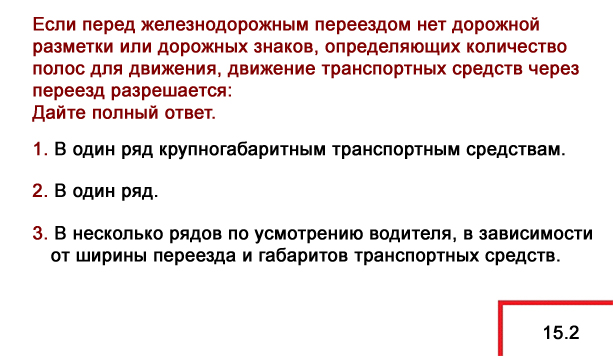 Если перед железнодорожным переездом нет дорожной
разметки или дорожных знаков, определяющих количество
полос для движения, движение транспортных средств через
переезд разрешается:
Дайте полный ответ.
1. В один ряд крупногабаритным транспортным средствам.
2. В один ряд.
3. В несколько рядов по усмотрению водителя, в зависимости
от ширины переезда и габаритов транспортных средств.
15.2